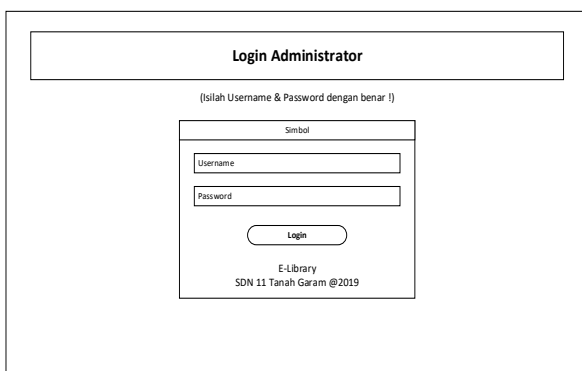 Login Administrator
(Isilah Username & Password dengan benar !)
Simbol
Username
Password
Login
E-Library
SDN 11 Tanah Garam @2019